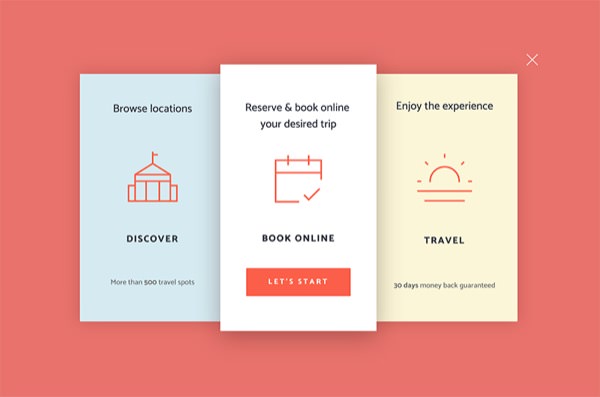 Browse locations
DISCOVER
More than 500 travel spots
Reserve & book online
your desired trip
BOOK ONLINE
LET'S START
Enjoy the experience
TRAVEL
30 days money back guaranteed